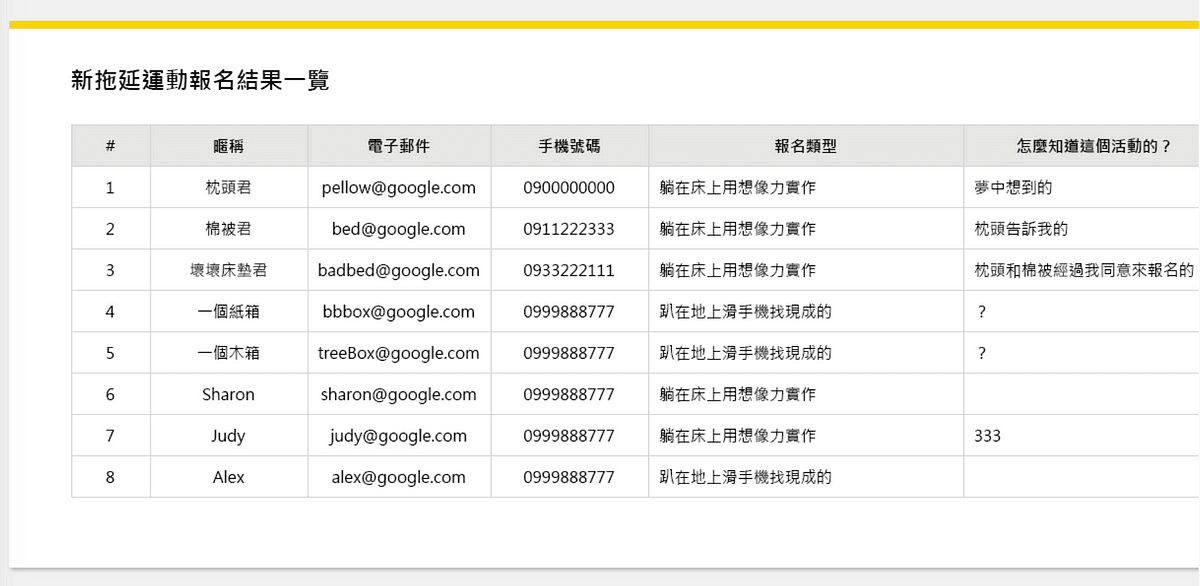 新拖延運動報名結果一覽
# 暱稱 電子郵件 手機號碼 報名類型 怎麼知道這個活動的？
1 枕頭君 pellow@google.com 0900000000 躺在床上用想像力實作 夢中想到的
2 棉被君 bed@google.com 0911222333 躺在床上用想像力實作 枕頭告訴我的
3 壞壞床墊君 badbed@google.com 0933222111 躺在床上用想像力實作 枕頭和棉被經過我同意來報名的
4 一個紙箱 bbbox@google.com 0999888777 趴在地上滑手機找現成的 ？
5 一個木箱 treeBox@google.com 0999888777 趴在地上滑手機找現成的 ？
6 Sharon sharon@google.com 0999888777 躺在床上用想像力實作
7 Judy judy@google.com 0999888777 躺在床上用想像力實作 333
8 Alex alex@google.com 0999888777 趴在地上滑手機找現成的